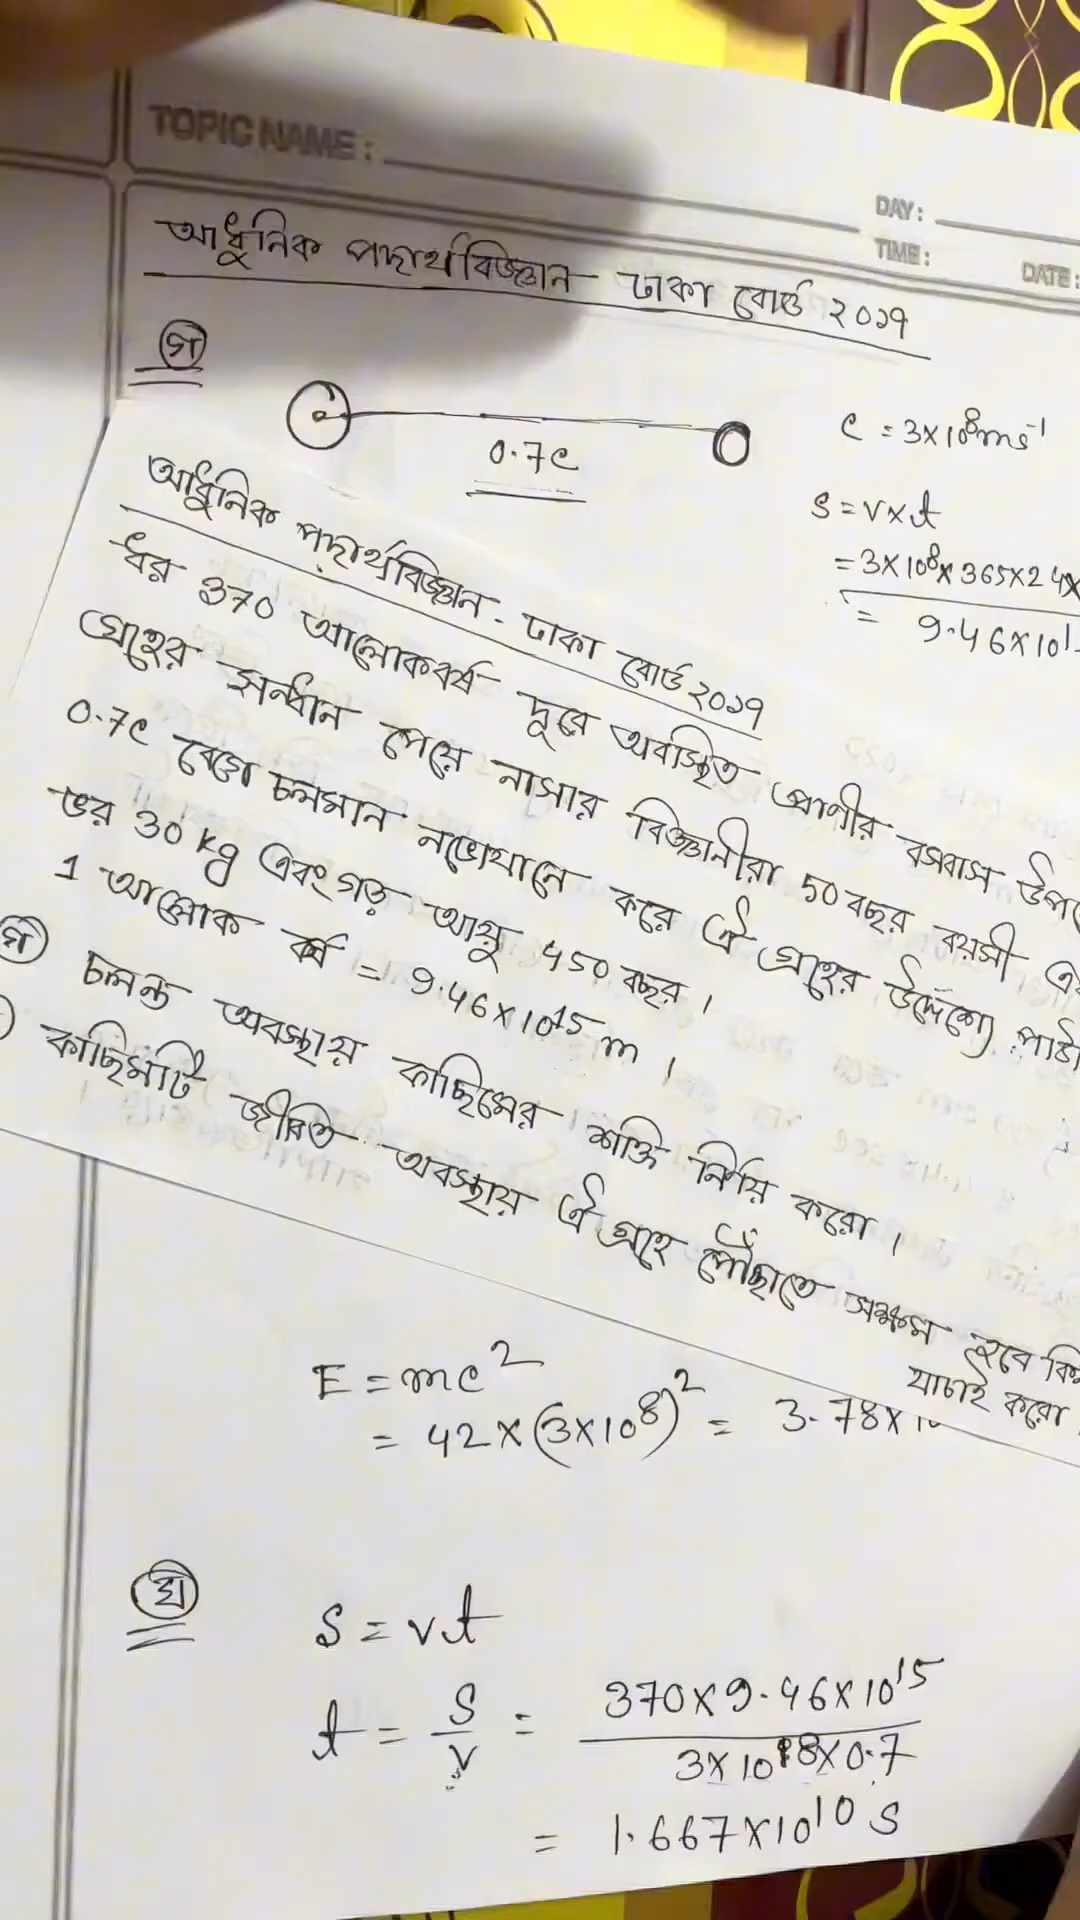 TOPIC NAME :
DAY :
TIME :
DATE :
আধুনিক পদার্থবিজ্ঞান - ঢাকা বোর্ড ২০১৭
গ
0.7c
c = 3×10⁸ms⁻¹
s = v×t
= 3×10⁸×365×24×
= 9.46×10¹
আধুনিক পদার্থবিজ্ঞান - ঢাকা বোর্ড ২০১৭
ধর 370 আলোকবর্ষ দূরে অবস্থিত প্রাণীর বসবাস
গ্রহের সন্ধান পেয়ে নাসার বিজ্ঞানীরা 50 বছর বয়সী
0.7c বেগে চলমান নভোযানে করে ঐ গ্রহের উদ্দেশ্যে
ভর 30 kg এবং গড় আয়ু 450 বছর।
1 আলোক বর্ষ = 9.46×10¹⁵ m।
গ চলন্ত অবস্থায় কাছিমের শক্তি নির্ণয় করো।
কাছিমটি জীবিত অবস্থায় ঐ গ্রহে পৌঁছাতে সক্ষম হবে
যাচাই করো
E = mc²
= 42×(3×10⁸)² = 3.78×10
ঘ
s = vt
t = s/v = 370×9.46×10¹⁵ / 3×10⁸×0.7
= 1.667×10¹⁰ s